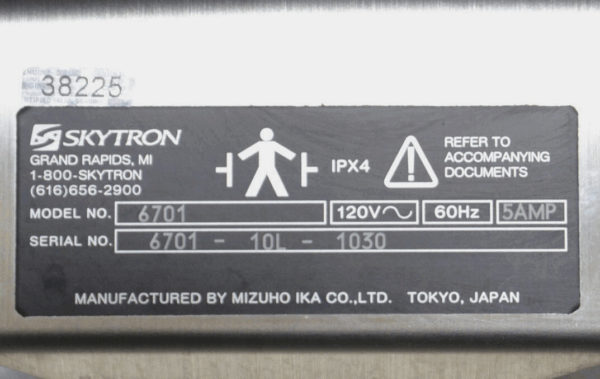 38225
SKYTRON
GRAND RAPIDS, MI
1-800-SKYTRON
(616)656-2900
IPX4
REFER TO
ACCOMPANYING
DOCUMENTS
MODEL NO. 6701 120V 60Hz 5AMP
SERIAL NO. 6701 - 10L - 1030
MANUFACTURED BY MIZUHO IKA CO.,LTD. TOKYO, JAPAN